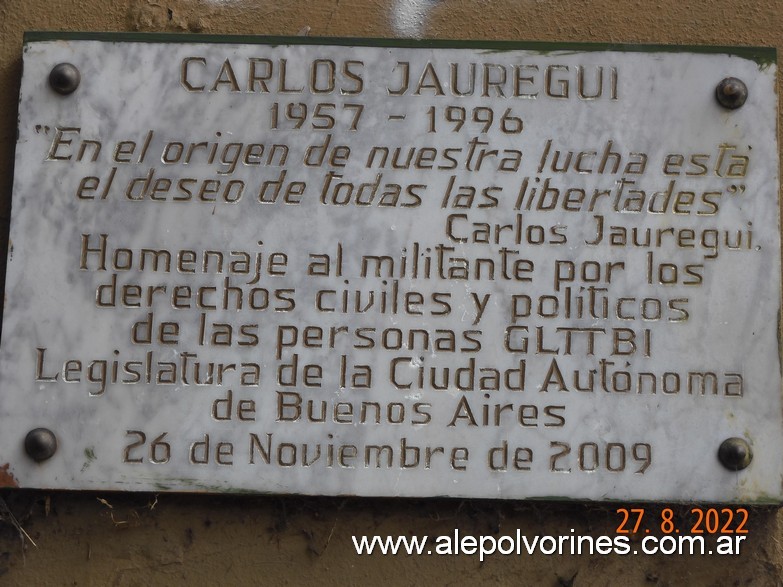 CARLOS JAUREGUI
1957 - 1996
"En el origen de nuestra lucha está
el deseo de todas las libertades"
Carlos Jauregui.
Homenaje al militante por los
derechos civiles y políticos
de las personas GLTTBI
Legislatura de la Ciudad Autónoma
de Buenos Aires
26 de Noviembre de 2009
27. 8. 2022
www.alepolvorines.com.ar